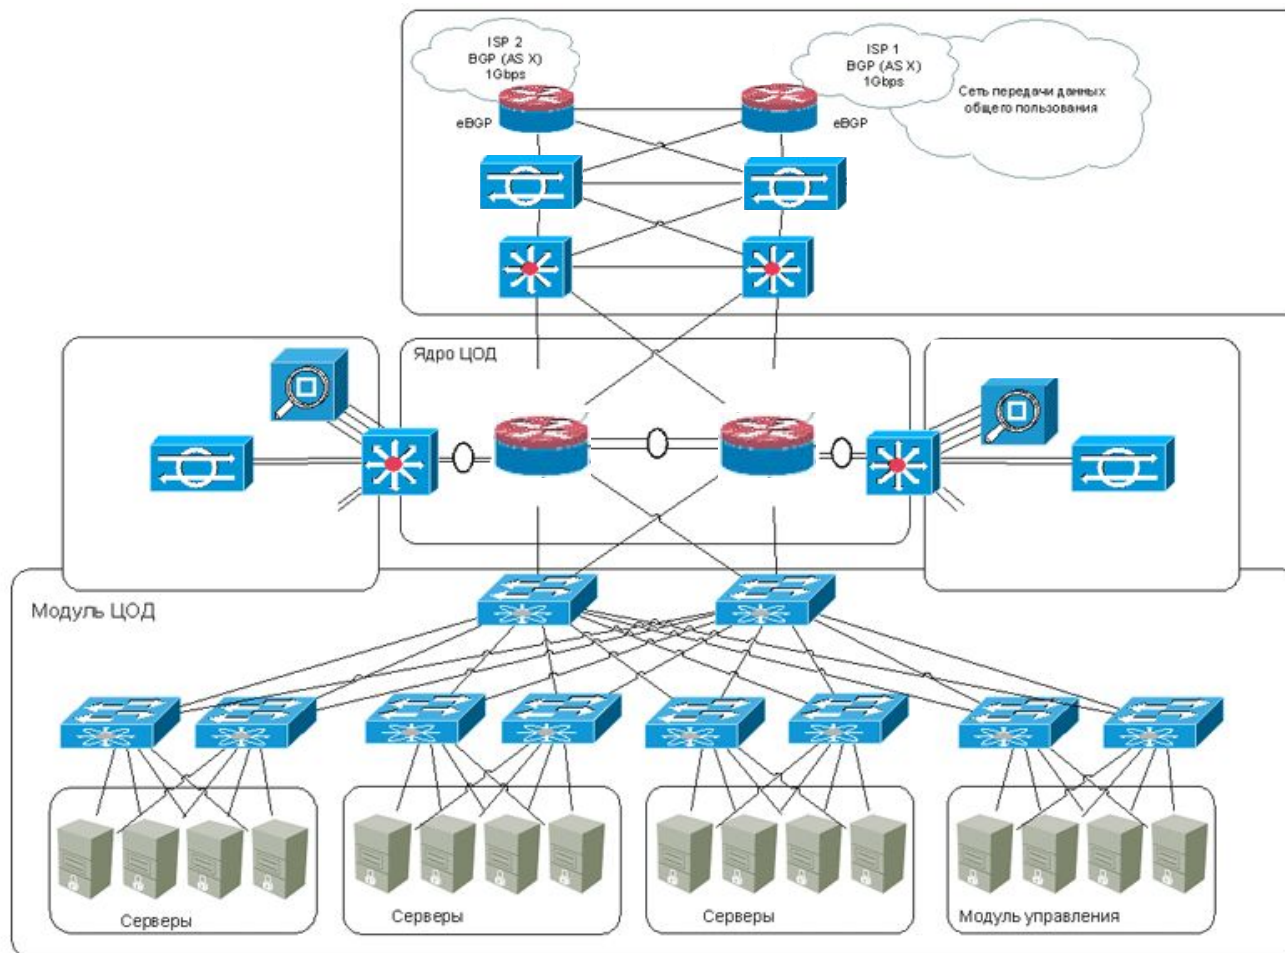 ISP 2
BGP (AS X)
1Gbps
ISP 1
BGP (AS X)
1Gbps
Сеть передачи данных
общего пользования
eBGP
eBGP
Ядро ЦОД
Модуль ЦОД
Серверы
Серверы
Серверы
Модуль управления